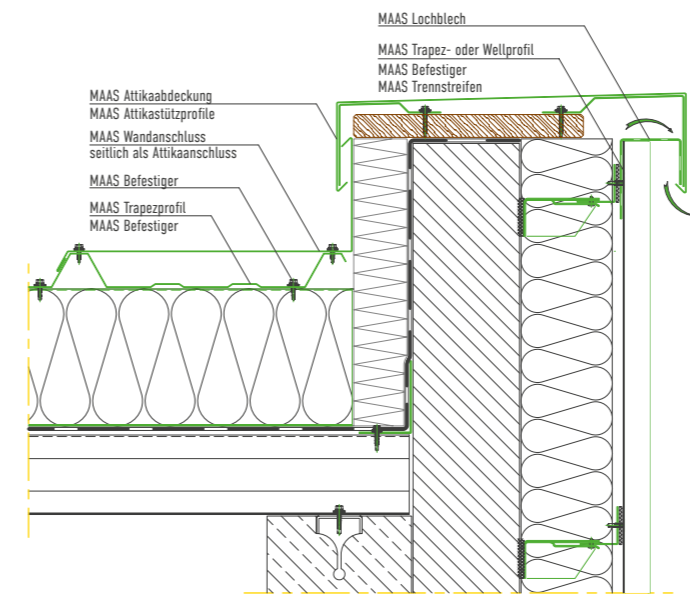 MAAS Lochblech
MAAS Trapez- oder Wellprofil
MAAS Befestiger
MAAS Trennstreifen
MAAS Attikaabdeckung
MAAS Attikastützprofile
MAAS Wandanschluss
seitlich als Attikaanschluss
MAAS Befestiger
MAAS Trapezprofil
MAAS Befestiger